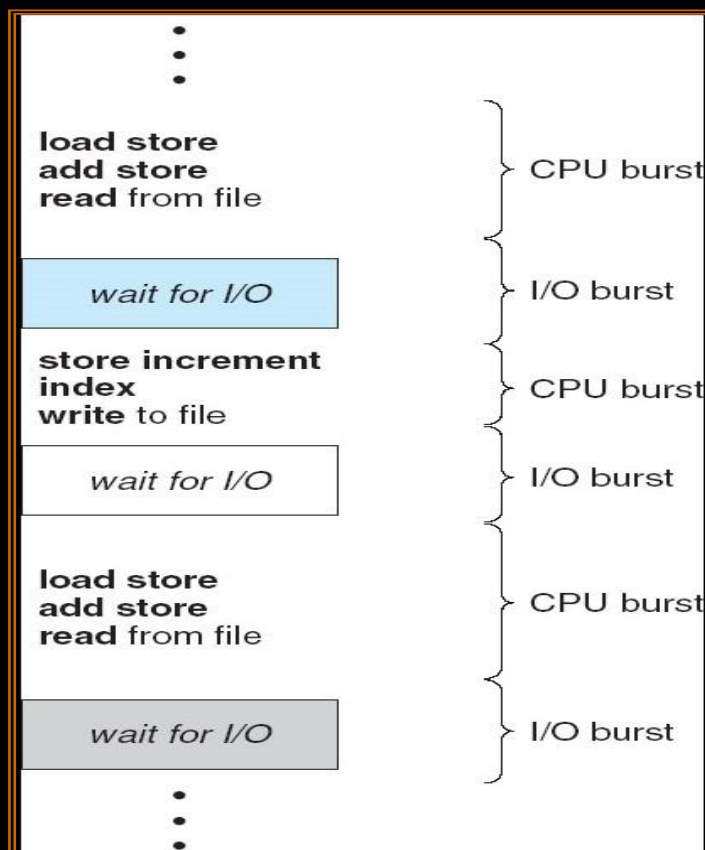 load store
add store
read from file
CPU burst
wait for I/O
I/O burst
store increment
index
write to file
CPU burst
wait for I/O
I/O burst
load store
add store
read from file
CPU burst
wait for I/O
I/O burst